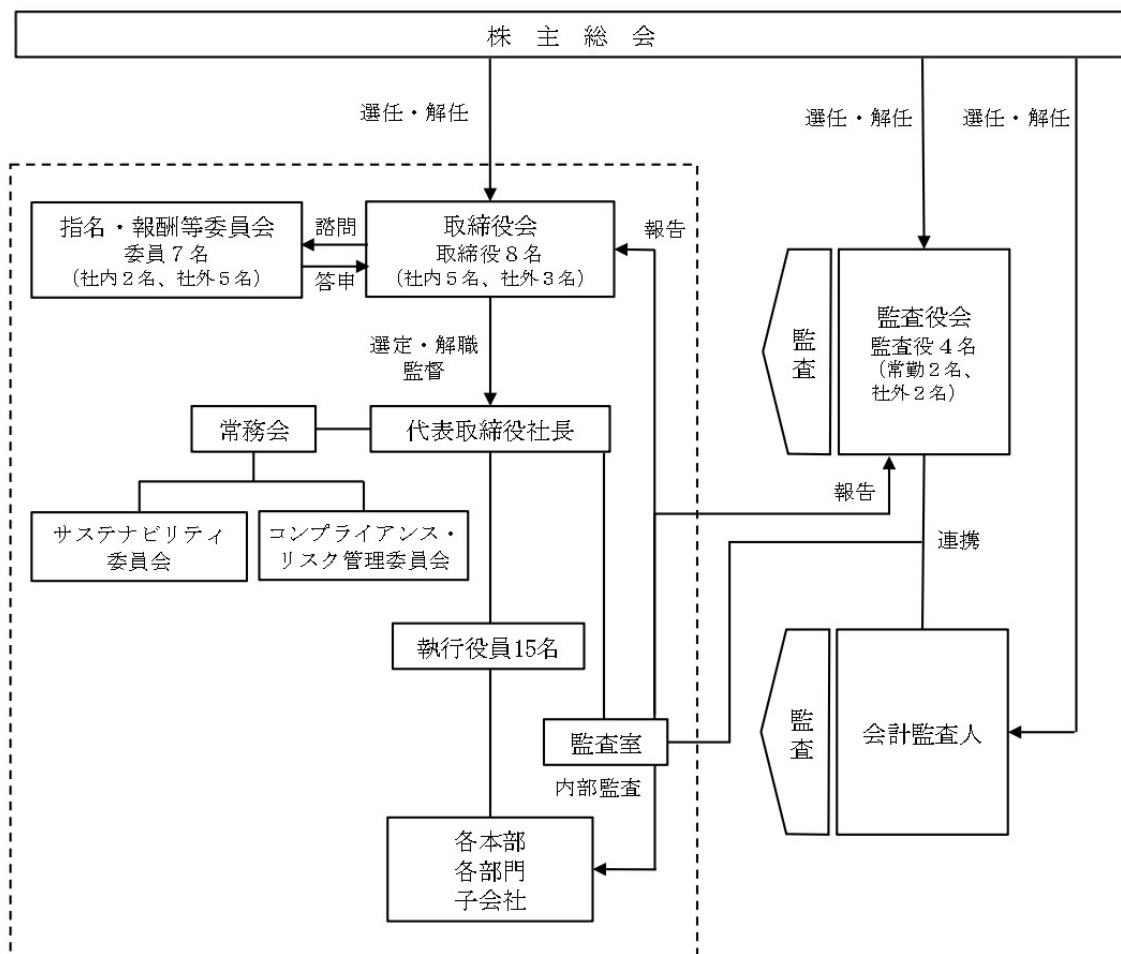 株 主 総 会
選任・解任
選任・解任
選任・解任
指名・報酬等委員会
委員７名
（社内２名、社外５名）
諮問
答申
取締役会
取締役８名
（社内５名、社外３名）
報告
監査
監査役会
監査役４名
（常勤２名、
社外２名）
選定・解職
監督
常務会
代表取締役社長
サステナビリティ
委員会
コンプライアンス・
リスク管理委員会
報告
連携
執行役員15名
監査室
内部監査
監査
会計監査人
各本部
各部門
子会社